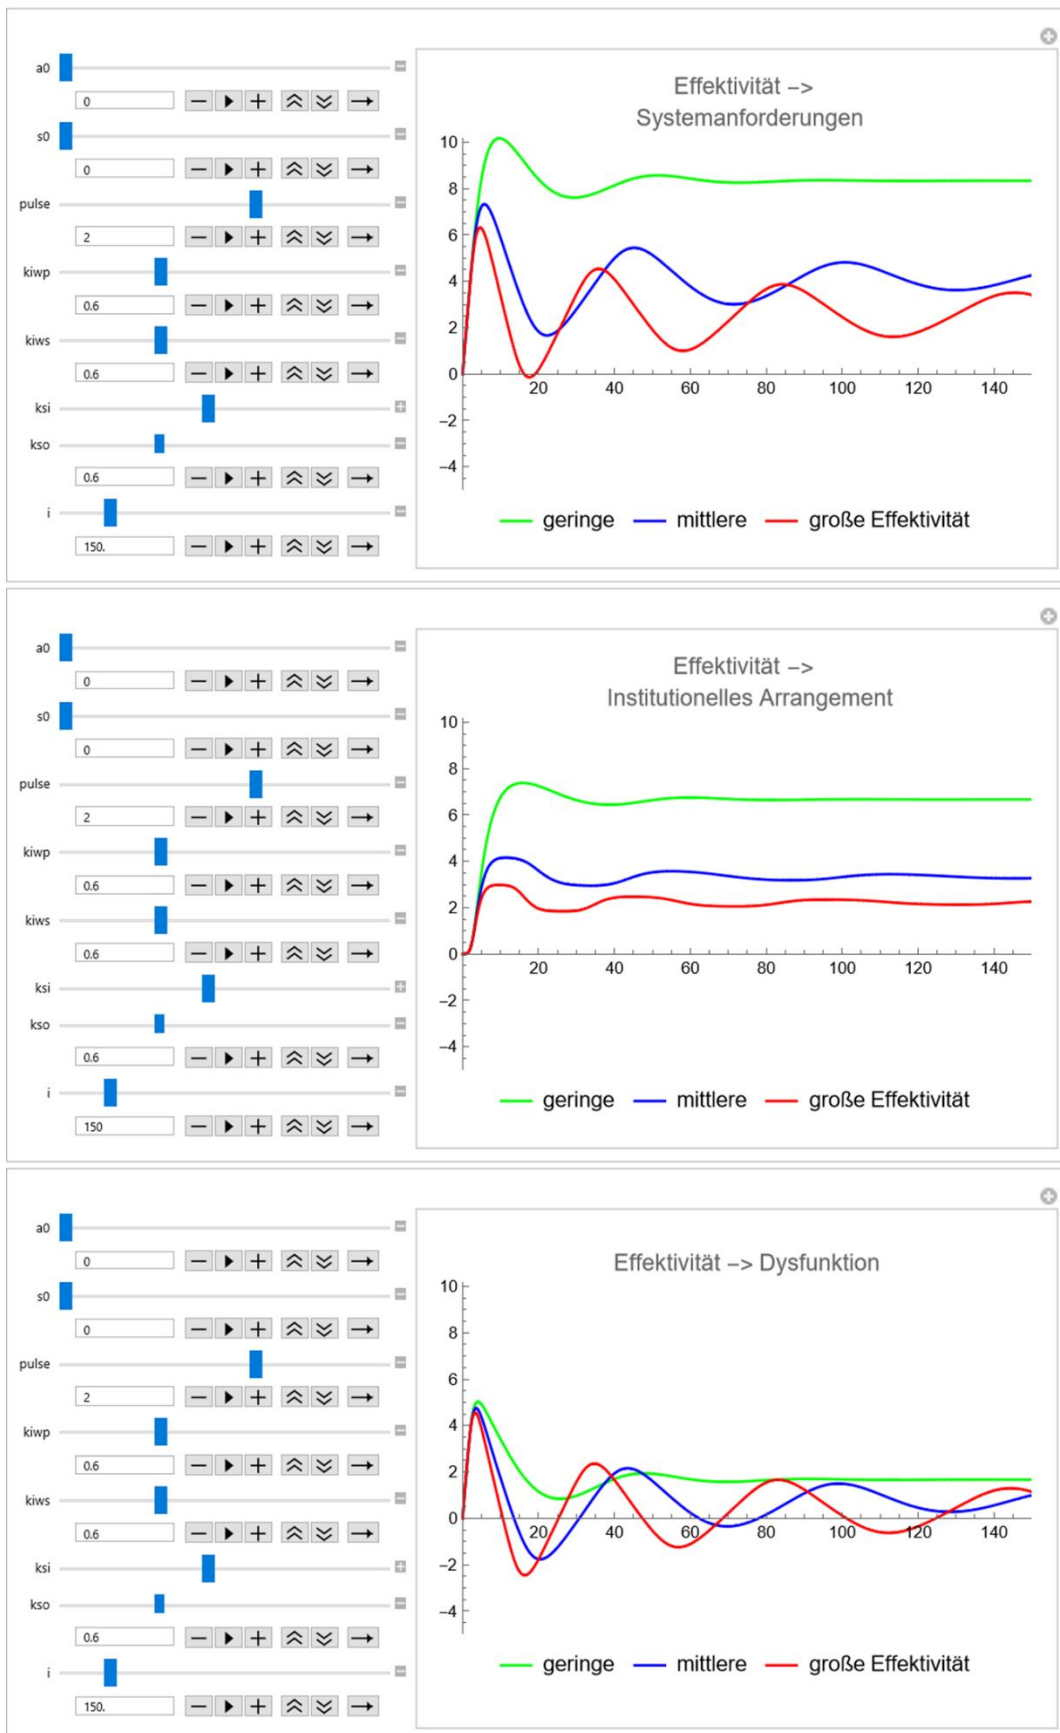 a0
0
s0
0
pulse
2
kiwp
0.6
kiws
0.6
ksi
kso
0.6
i
150.
Effektivität –>
Systemanforderungen
10
8
6
4
2
0
−2
−4
20 40 60 80 100 120 140
geringe mittlere große Effektivität
a0
0
s0
0
pulse
2
kiwp
0.6
kiws
0.6
ksi
kso
0.6
i
150
Effektivität –>
Institutionelles Arrangement
10
8
6
4
2
0
−2
−4
20 40 60 80 100 120 140
geringe mittlere große Effektivität
a0
0
s0
0
pulse
2
kiwp
0.6
kiws
0.6
ksi
kso
0.6
i
150.
Effektivität –> Dysfunktion
10
8
6
4
2
0
−2
−4
20 40 60 80 100 120 140
geringe mittlere große Effektivität